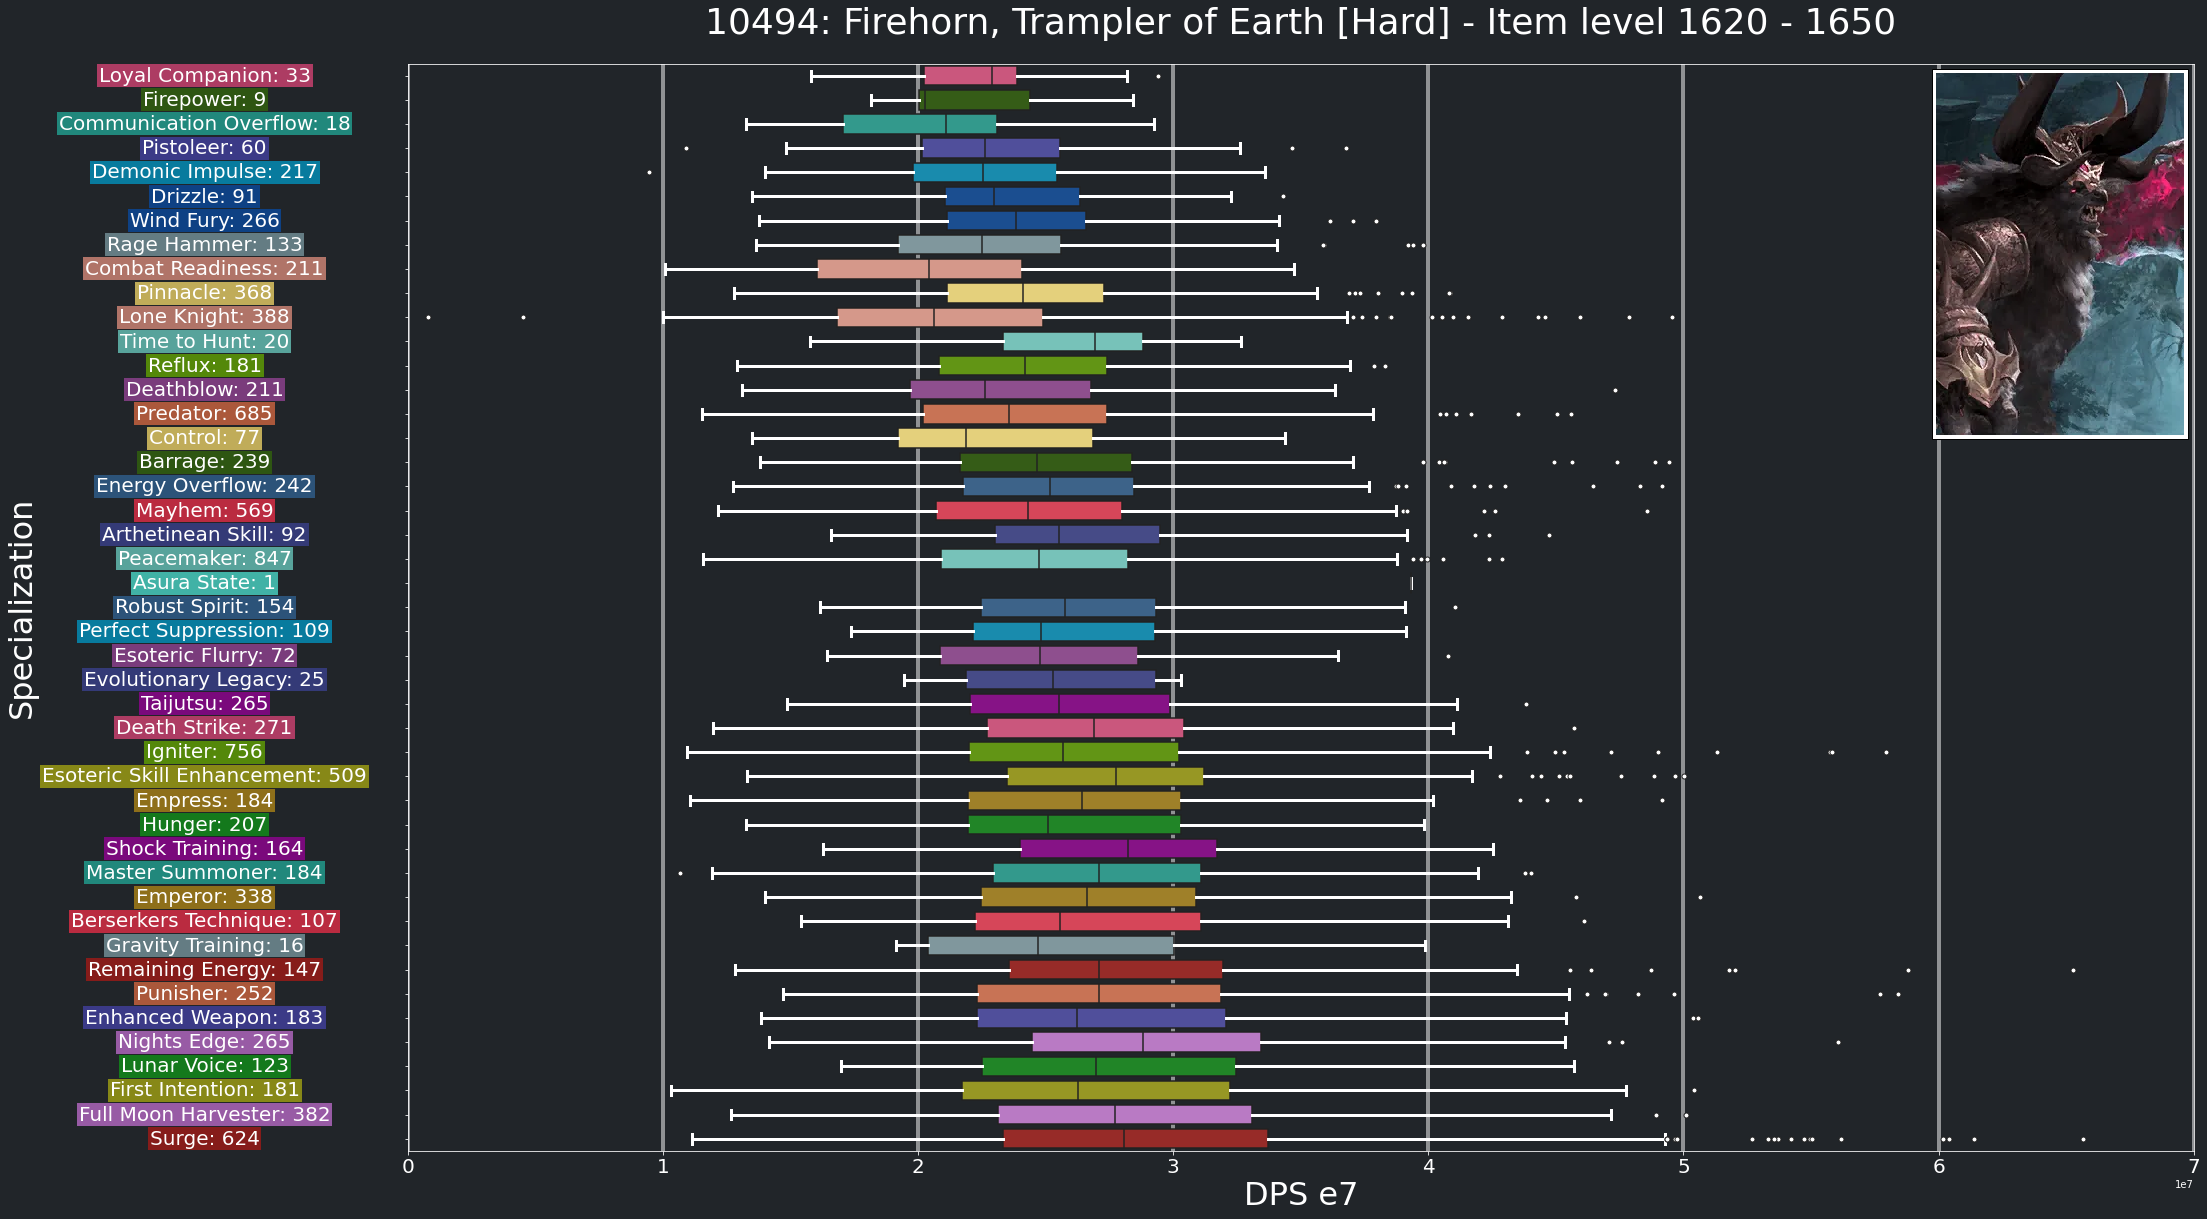 10494: Firehorn, Trampler of Earth [Hard] - Item level 1620 - 1650
Specialization
Loyal Companion: 33
Firepower: 9
Communication Overflow: 18
Pistoleer: 60
Demonic Impulse: 217
Drizzle: 91
Wind Fury: 266
Rage Hammer: 133
Combat Readiness: 211
Pinnacle: 368
Lone Knight: 388
Time to Hunt: 20
Reflux: 181
Deathblow: 211
Predator: 685
Control: 77
Barrage: 239
Energy Overflow: 242
Mayhem: 569
Arthetinean Skill: 92
Peacemaker: 847
Asura State: 1
Robust Spirit: 154
Perfect Suppression: 109
Esoteric Flurry: 72
Evolutionary Legacy: 25
Taijutsu: 265
Death Strike: 271
Igniter: 756
Esoteric Skill Enhancement: 509
Empress: 184
Hunger: 207
Shock Training: 164
Master Summoner: 184
Emperor: 338
Berserkers Technique: 107
Gravity Training: 16
Remaining Energy: 147
Punisher: 252
Enhanced Weapon: 183
Nights Edge: 265
Lunar Voice: 123
First Intention: 181
Full Moon Harvester: 382
Surge: 624
0 1 2 3 4 5 6 7
1e7
DPS e7